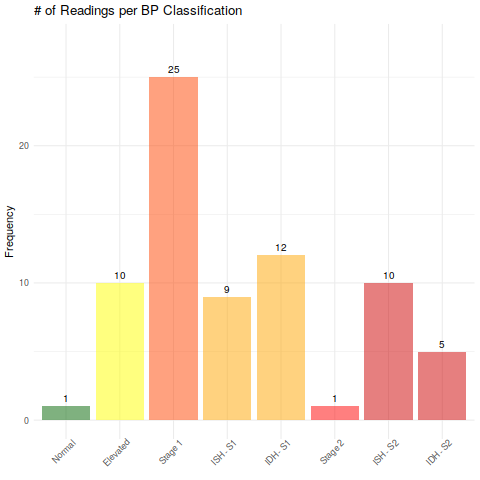 # of Readings per BP Classification
25
12
10
10
9
5
1
1
20
10
0
Frequency
Normal
Elevated
Stage 1
ISH - S1
IDH - S1
Stage 2
ISH - S2
IDH - S2